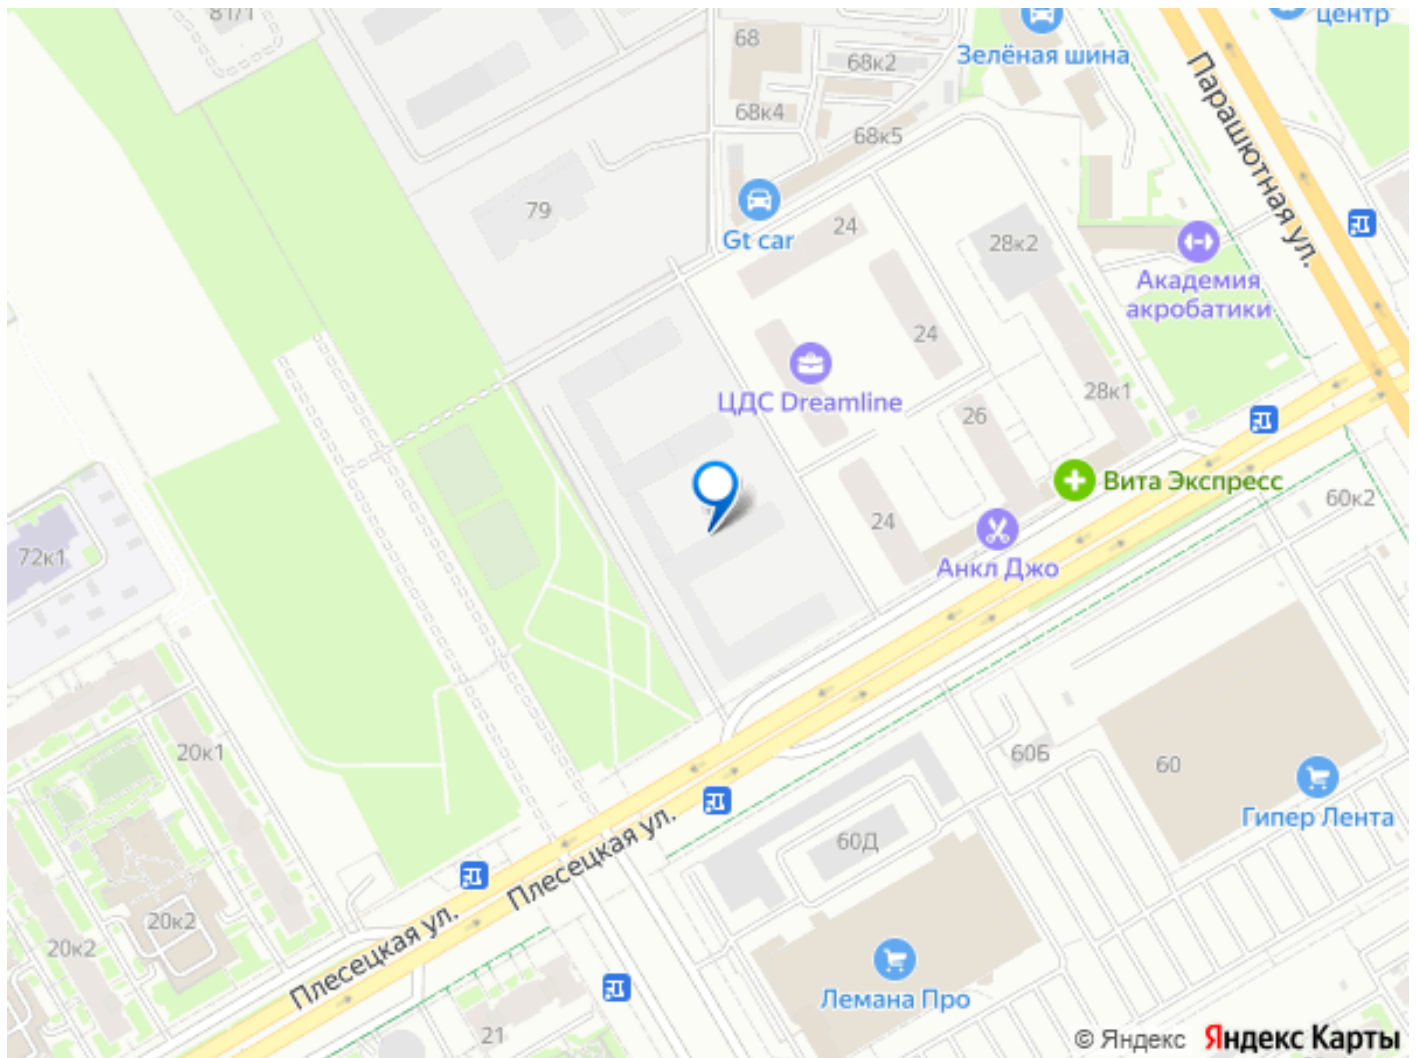 81/1
68
центр
Зелёная шина
68к2
68к4
68к5
Парашютная ул.
79
24
Gt car
28к2
Академия
акробатики
24
ЦДС Dreamline
28к1
26
Вита Экспресс
60к2
24
72к1
Анкл Джо
20к1
60Б
60
Гипер Лента
Плесецкая ул.
60Д
20к2
20к2
Плесецкая ул.
Лемана Про
21
© Яндекс Яндекс Карты